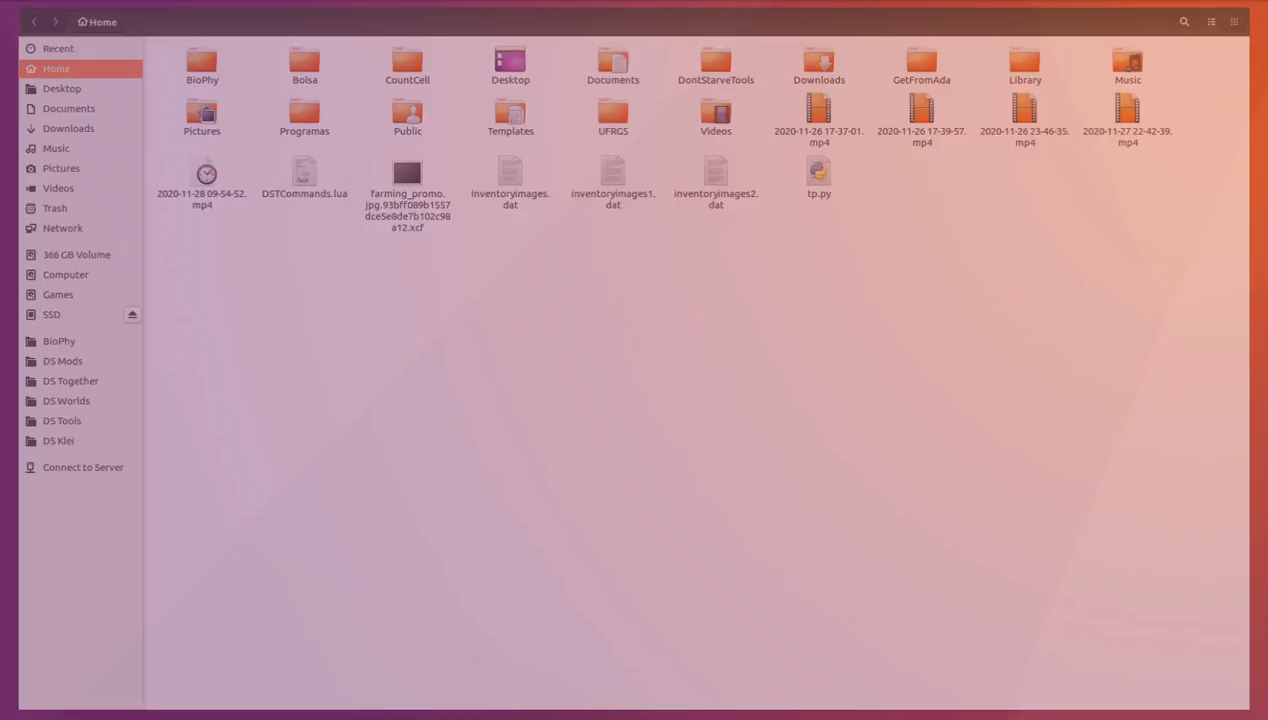 Home
Recent
Home
Desktop
Documents
Downloads
Music
Pictures
Videos
Trash
Network
366 GB Volume
Computer
Games
SSD
BioPhy
DS Mods
DS Together
DS Worlds
DS Tools
DS Klei
Connect to Server
BioPhy
Bolsa
CountCell
Desktop
Documents
DontStarveTools
Downloads
GetFromAda
Library
Music
Pictures
Programas
Public
Templates
UFRGS
Videos
2020-11-26 17-37-01.
mp4
2020-11-26 17-39-57.
mp4
2020-11-26 23-46-35.
mp4
2020-11-27 22-42-39.
mp4
2020-11-28 09-54-52.
mp4
DSTCommands.lua
farming_promo.
jpg.93bff089b1557
dce5e8de7b102c98
a12.xcf
inventoryimages.
dat
inventoryimages1.
dat
inventoryimages2.
dat
tp.py